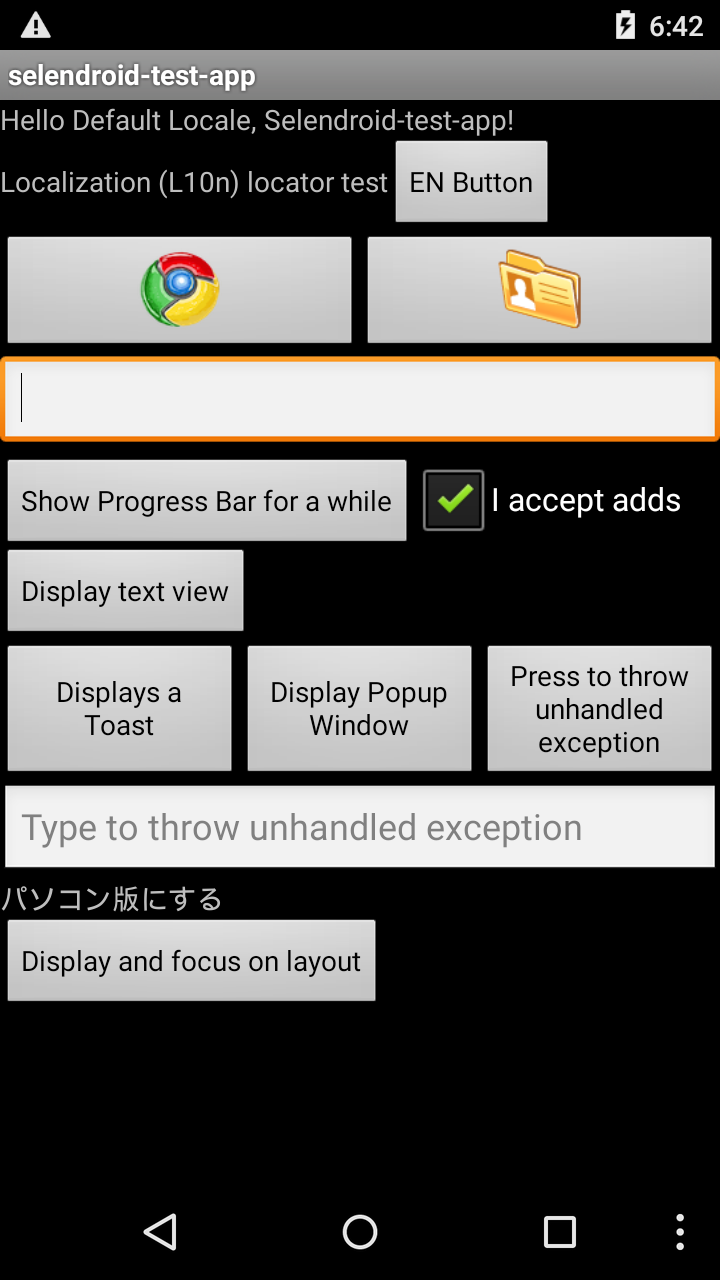 6:42
selendroid-test-app
Hello Default Locale, Selendroid-test-app!
Localization (L10n) locator test
EN Button
Show Progress Bar for a while
I accept adds
Display text view
Displays a
Toast
Display Popup
Window
Press to throw
unhandled
exception
Type to throw unhandled exception
パソコン版にする
Display and focus on layout